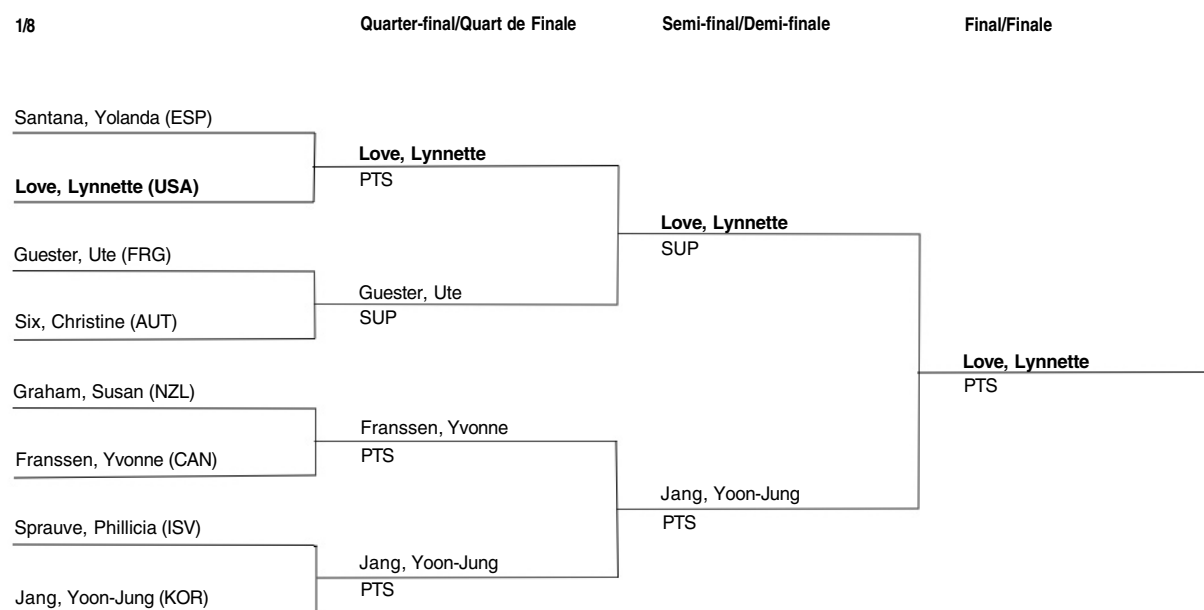 1/8
Quarter-final/Quart de Finale
Semi-final/Demi-finale
Final/Finale
Santana, Yolanda (ESP)
Love, Lynnette (USA)
Guester, Ute (FRG)
Six, Christine (AUT)
Graham, Susan (NZL)
Franssen, Yvonne (CAN)
Sprauve, Phillicia (ISV)
Jang, Yoon-Jung (KOR)
Love, Lynnette
PTS
Guester, Ute
SUP
Franssen, Yvonne
PTS
Jang, Yoon-Jung
PTS
Love, Lynnette
SUP
Jang, Yoon-Jung
PTS
Love, Lynnette
PTS